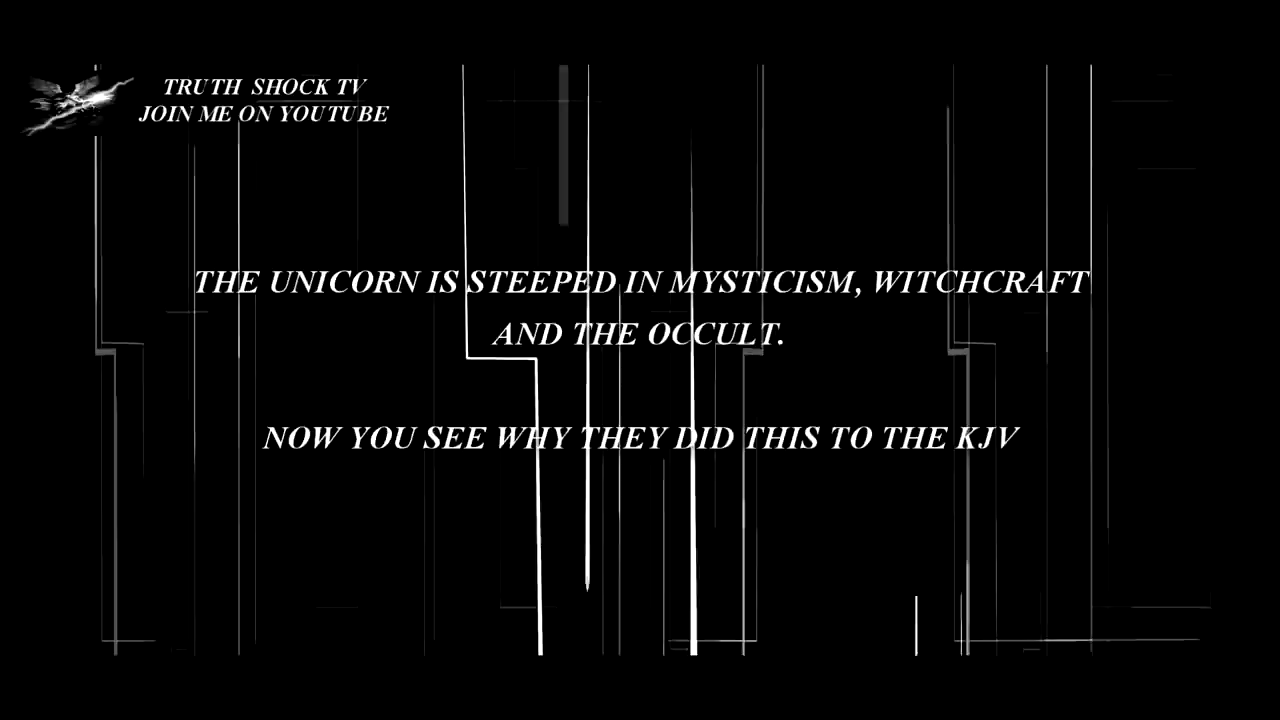 TRUTH SHOCK TV
JOIN ME ON YOUTUBE
THE UNICORN IS STEEPED IN MYSTICISM, WITCHCRAFT
AND THE OCCULT.
NOW YOU SEE WHY THEY DID THIS TO THE KJV